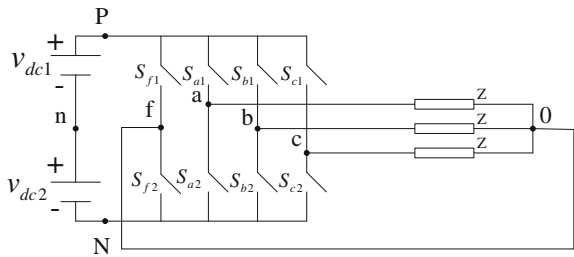 P
+
v_dc1
-
S_f1 S_a1 S_b1 S_c1
a
z
f
n
b
z
0
c
z
+
v_dc2
-
S_f2 S_a2 S_b2 S_c2
N